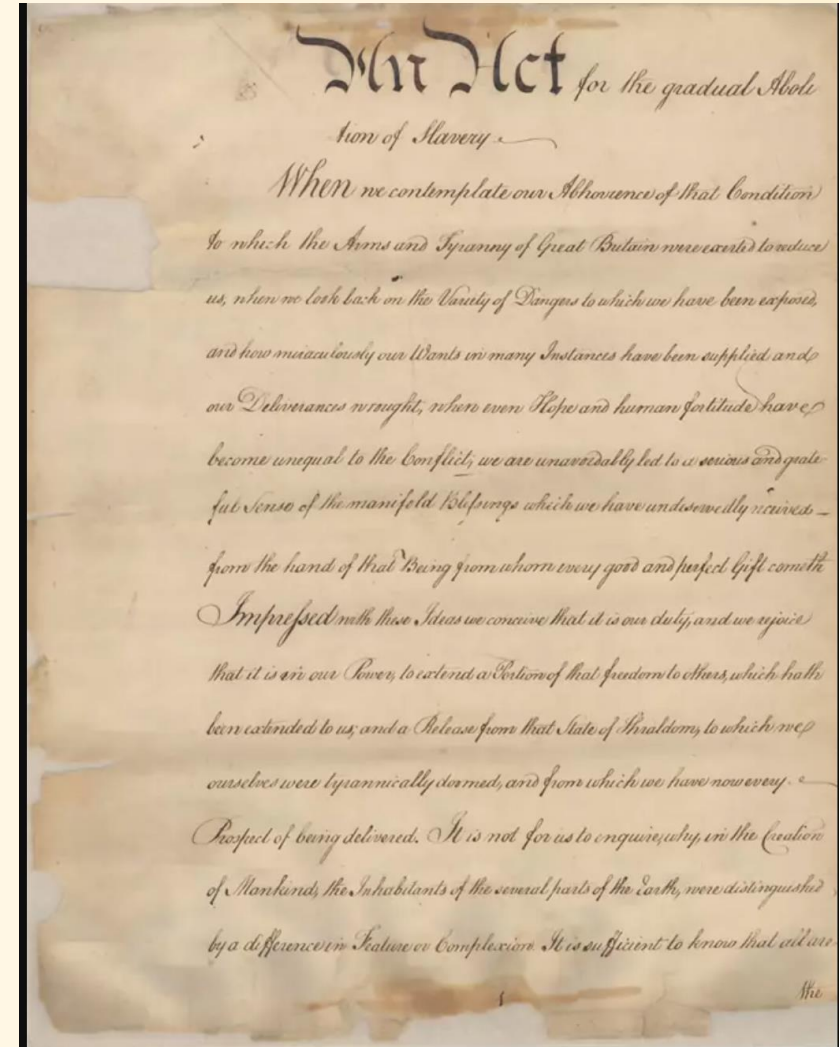 An Act for the gradual Aboli
tion of Slavery
When we contemplate our Abhorrence of that Condition
to which the Arms and Tyranny of Great Britain were exerted to reduce
us, when we look back on the Variety of Dangers to which we have been exposed,
and how miraculously our Wants in many Instances have been supplied and
our Deliverances wrought, when even Hope and human fortitude have
become unequal to the Conflict, we are unavoidably led to a serious and grate
ful Sense of the manifold Blessings which we have undeservedly received
from the hand of that Being from whom every good and perfect Gift cometh
Impressed with these Ideas we conceive that it is our duty, and we rejoice
that it is in our Power, to extend a Portion of that freedom to others, which hath
been extended to us; and a Release from that State of Thraldom, to which we
ourselves were tyrannically doomed, and from which we have now every
Prospect of being delivered. It is not for us to enquire, why, in the Creation
of Mankind, the Inhabitants of the several parts of the Earth, were distinguished
by a difference in Feature or Complexion. It is sufficient to know that all are
the